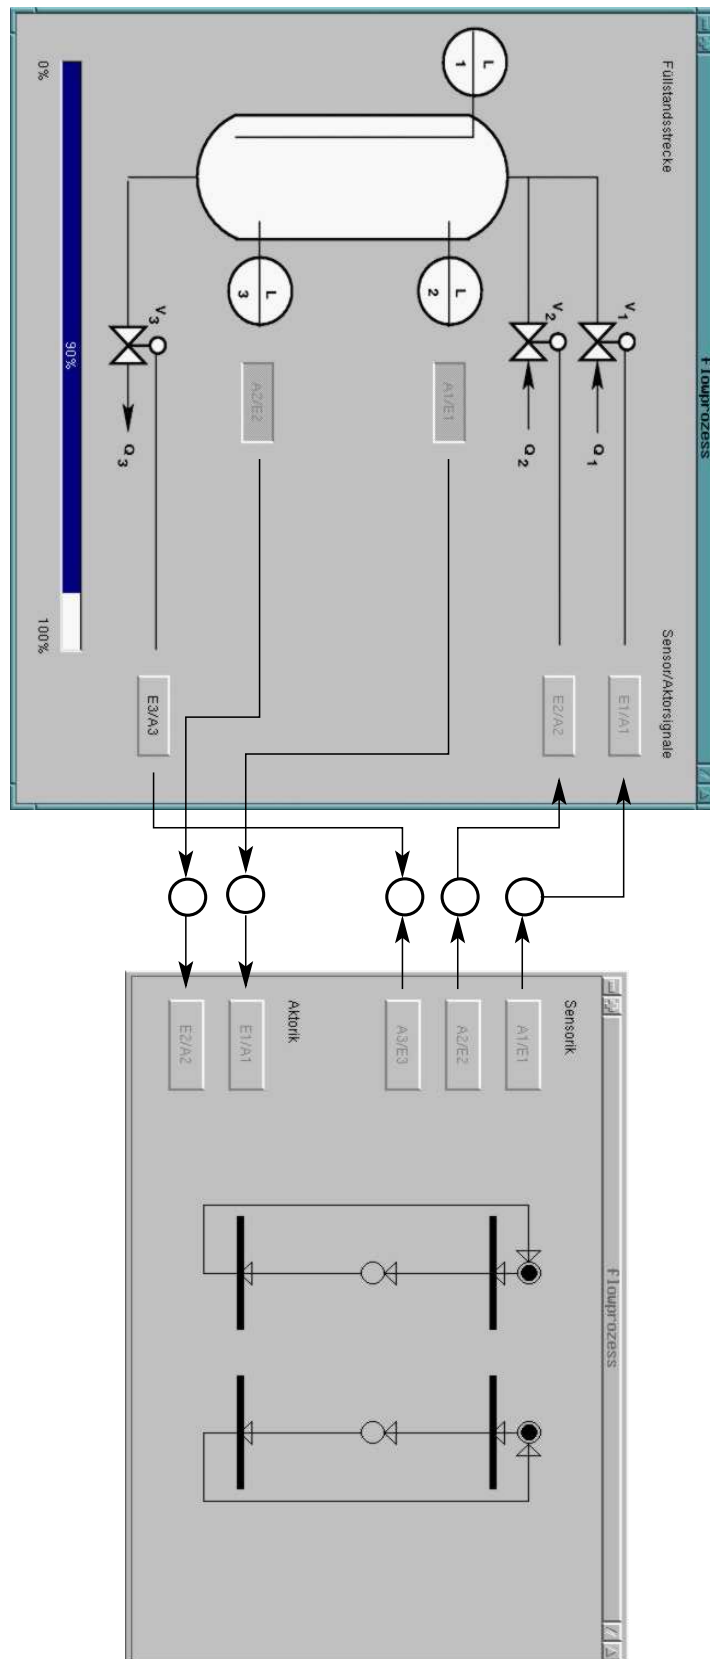 flowprozess
Füllstandsstrecke
Sensor/Aktorsignale
L
1
V1
Q1
E1/A1
V2
Q2
E2/A2
L
2
A1/E1
L
3
A2/E2
V3
Q3
E3/A3
0%
90%
100%
flowprozess
Sensorik
A1/E1
A2/E2
A3/E3
Aktorik
E1/A1
E2/A2